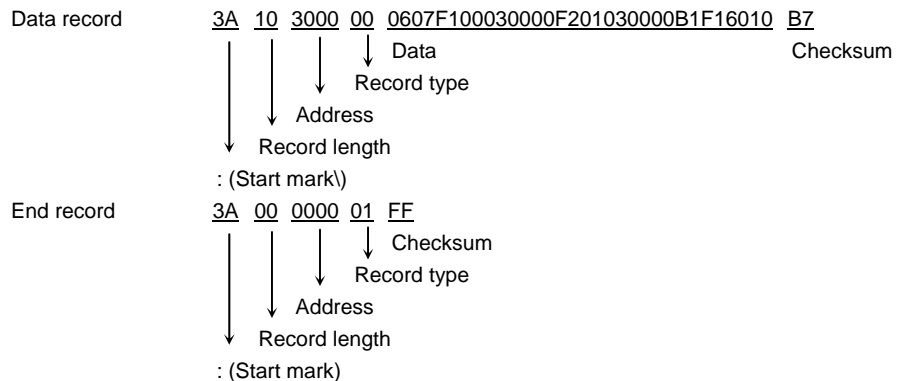 Data record 3A 10 3000 00 0607F100030000F201030000B1F16010 B7
Data Checksum
Record type
Address
Record length
: (Start mark\)
End record 3A 00 0000 01 FF
Checksum
Record type
Address
Record length
: (Start mark)